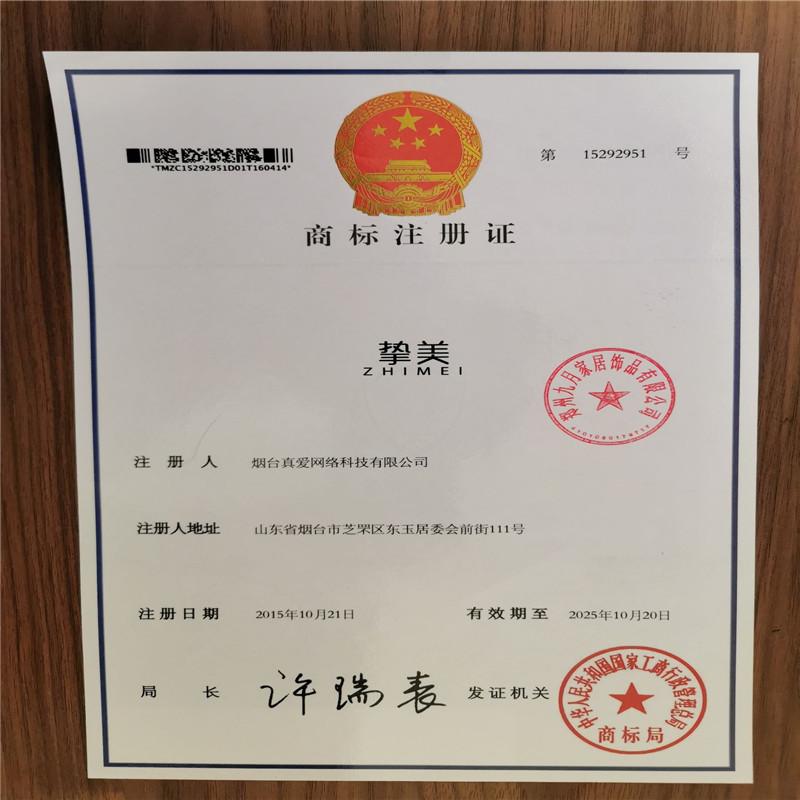 *TMZC15292951D01T160414*
第 15292951 号
商标注册证
挚美
ZHIMEI
郑州九月家居饰品有限公司
注册人 烟台真爱网络科技有限公司
注册人地址 山东省烟台市芝罘区东玉居委会前街111号
注册日期 2015年10月21日 有效期至 2025年10月20日
局长 许瑞表 发证机关
中华人民共和国国家工商行政管理总局
商标局